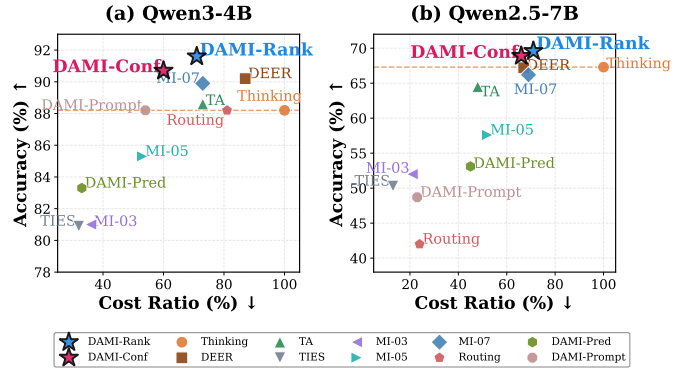 (a) Qwen3-4B
Accuracy (%) ↑
92
90
88
86
84
82
80
78
DAMI-Rank
DAMI-Conf
MI-07
DEER
TA
Thinking
DAMI-Prompt
Routing
MI-05
DAMI-Pred
TIES
MI-03
40
60
80
100
Cost Ratio (%) ↓
(b) Qwen2.5-7B
Accuracy (%) ↑
70
65
60
55
50
45
40
DAMI-Rank
DAMI-Conf
DEER
Thinking
MI-07
TA
MI-05
DAMI-Pred
MI-03
TIES
DAMI-Prompt
Routing
20
40
60
80
100
Cost Ratio (%) ↓
DAMI-Rank Thinking TA MI-03 MI-07 DAMI-Pred
DAMI-Conf DEER TIES MI-05 Routing DAMI-Prompt